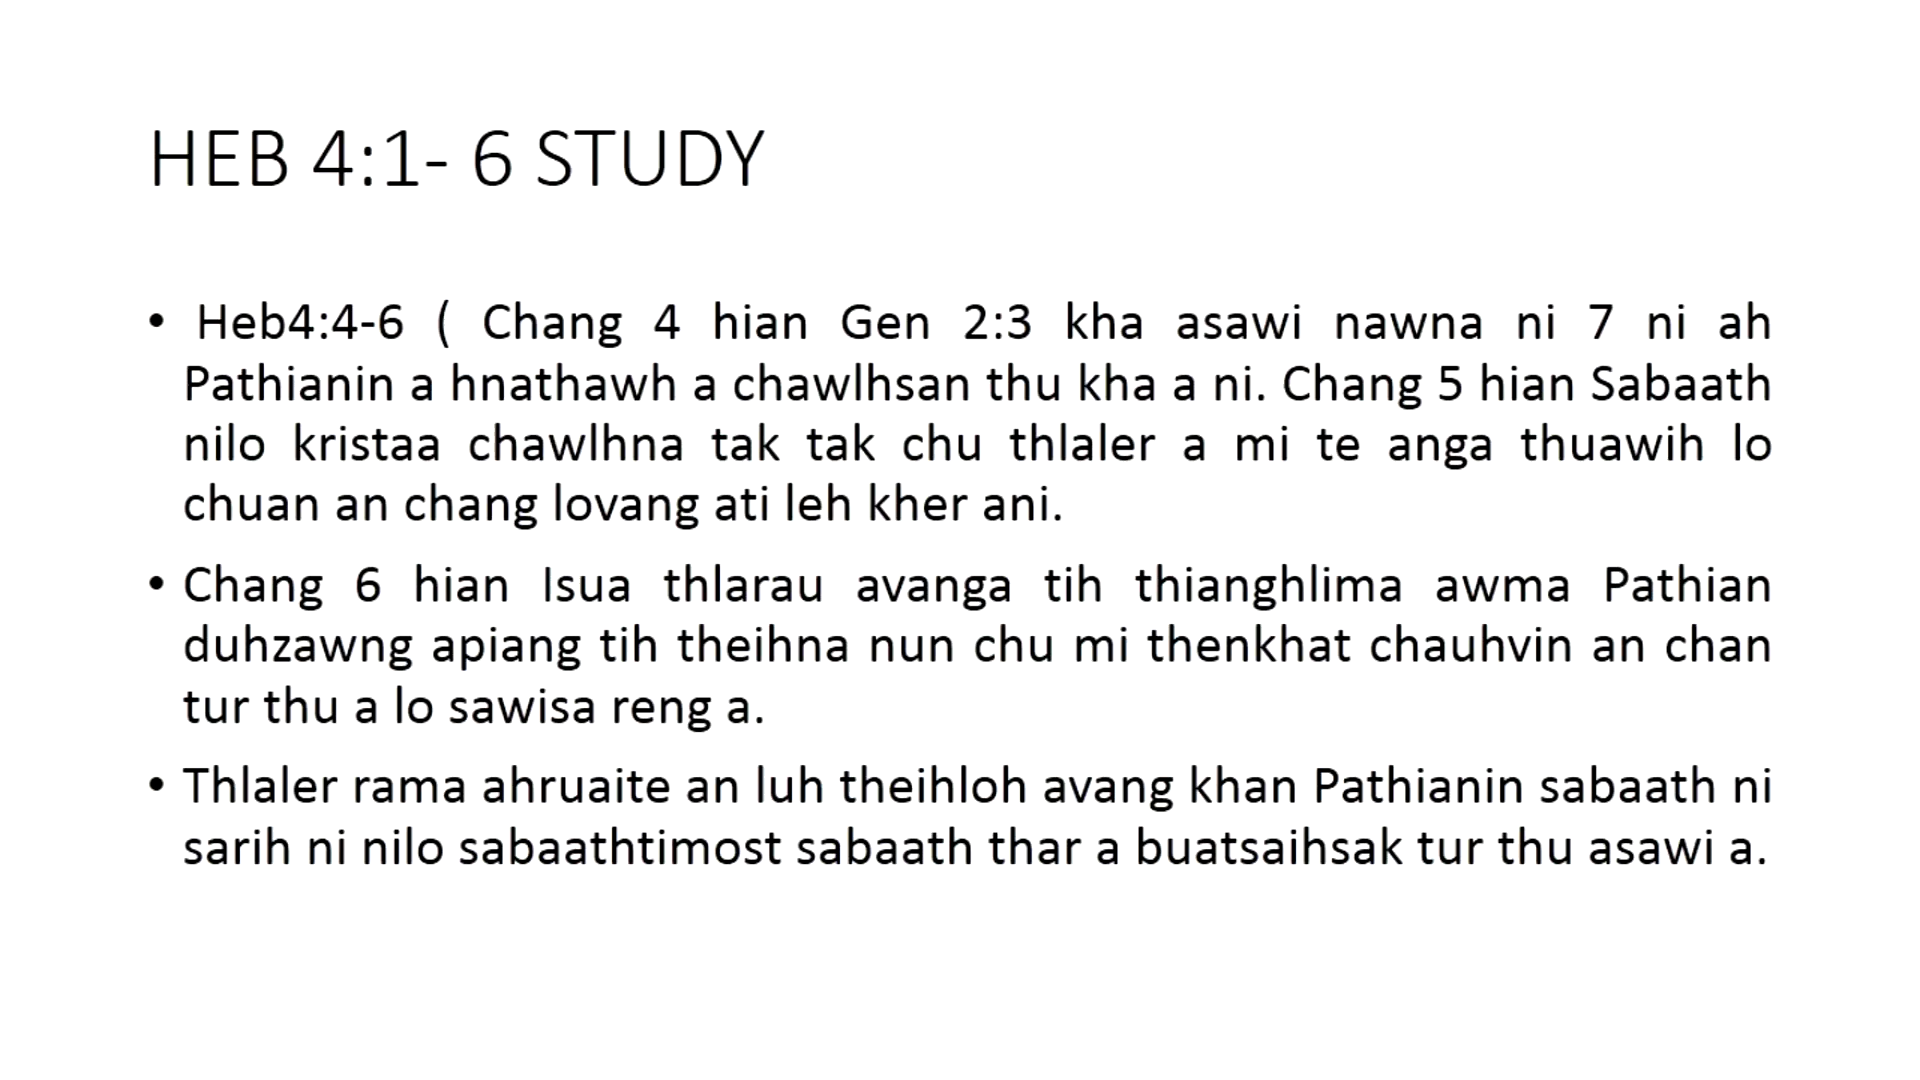 HEB 4:1- 6 STUDY
• Heb4:4-6 ( Chang 4 hian Gen 2:3 kha asawi nawna ni 7 ni ah
Pathianin a hnathawh a chawlhsan thu kha a ni. Chang 5 hian Sabaath
nilo kristaa chawlhna tak tak chu thlaler a mi te anga thuawih lo
chuan an chang lovang ati leh kher ani.
• Chang 6 hian Isua thlarau avanga tih thianghlima awma Pathian
duhzawng apiang tih theihna nun chu mi thenkhat chauhvin an chan
tur thu a lo sawisa reng a.
• Thlaler rama ahruaite an luh theihloh avang khan Pathianin sabaath ni
sarih ni nilo sabaathtimost sabaath thar a buatsaihsak tur thu asawi a.